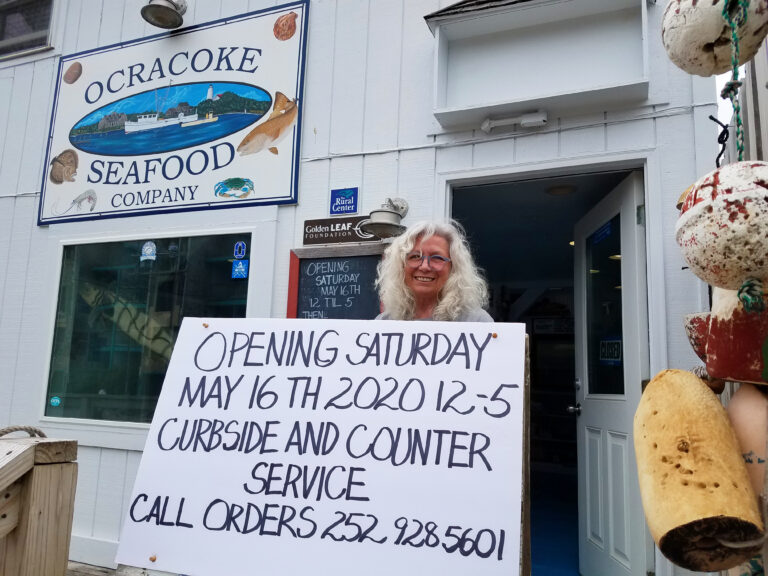 OCRACOKE
SEAFOOD
COMPANY
The Rural
Center
Golden LEAF
FOUNDATION
OPENING
SATURDAY
MAY 16TH
12 TIL 5
THEN:
OPENING SATURDAY
MAY 16 TH 2020 12-5
CURBSIDE AND COUNTER
SERVICE
CALL ORDERS 252 928 5601